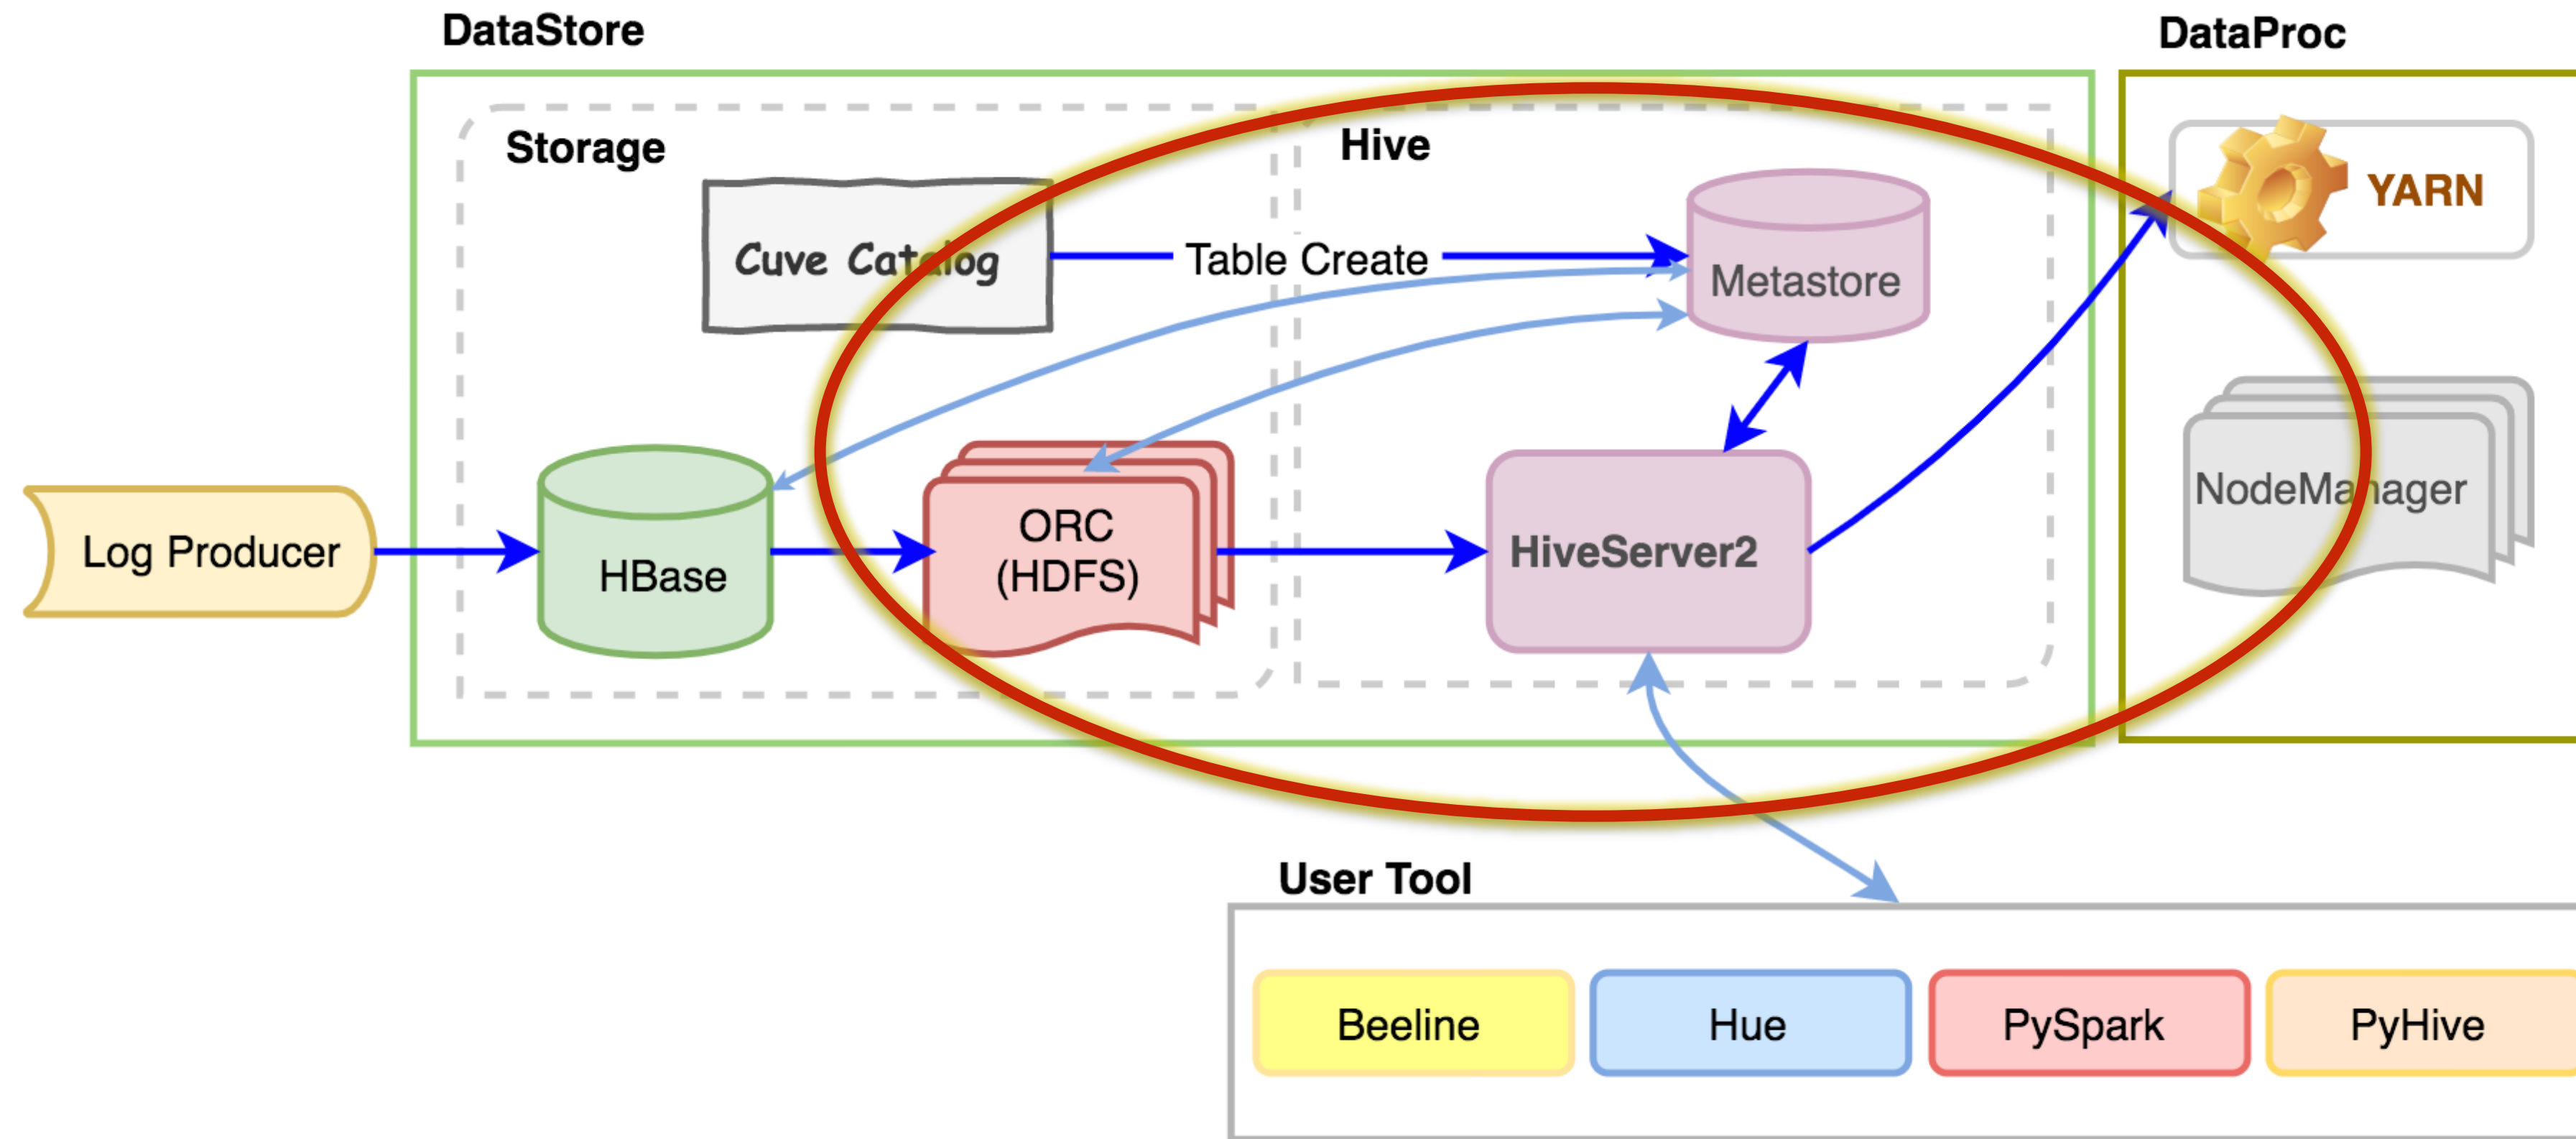 DataStore
DataProc
Storage
Hive
YARN
Cuve Catalog
Table Create
Metastore
NodeManager
Log Producer
HBase
ORC
(HDFS)
HiveServer2
User Tool
Beeline
Hue
PySpark
PyHive